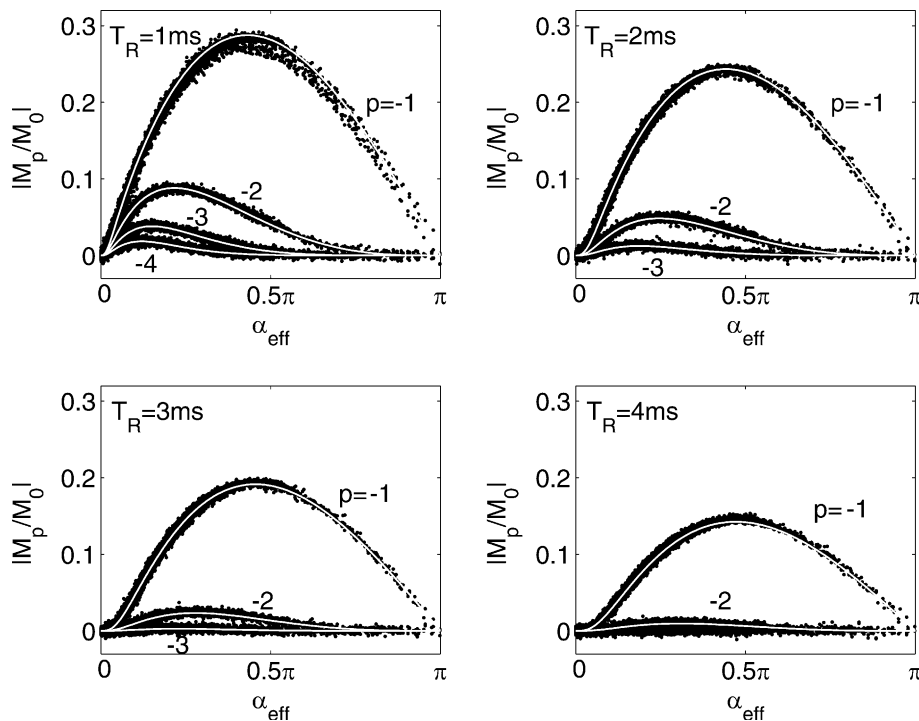 0.3
T_R=1ms
0.2
|M_p/M_0|
p=-1
0.1
-2
-3
0
-4
0
0.5π
π
α_eff
0.3
T_R=2ms
0.2
|M_p/M_0|
p=-1
0.1
-2
0
-3
0
0.5π
π
α_eff
0.3
T_R=3ms
0.2
|M_p/M_0|
p=-1
0.1
-2
0
-3
0
0.5π
π
α_eff
0.3
T_R=4ms
0.2
|M_p/M_0|
p=-1
0.1
-2
0
0
0.5π
π
α_eff